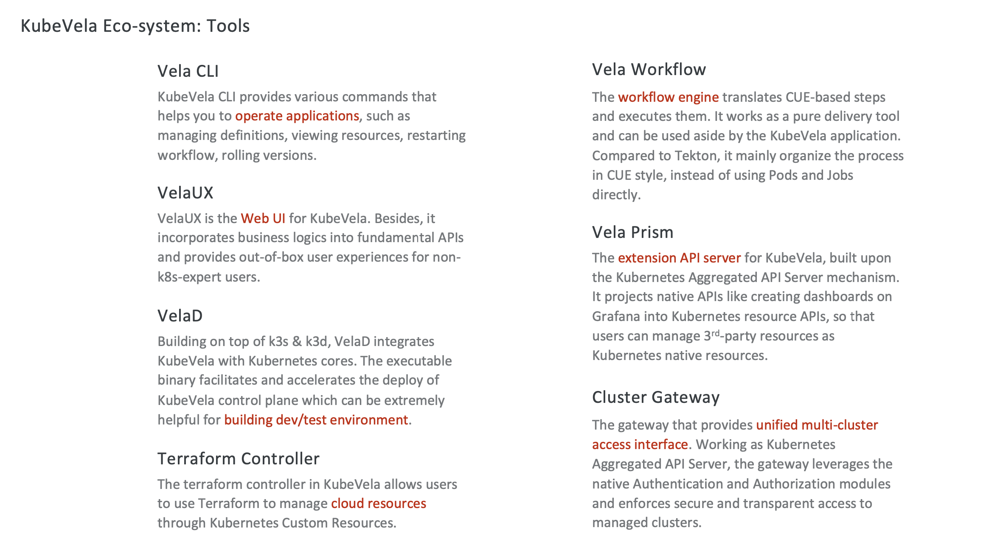 KubeVela Eco-system: Tools
Vela CLI
KubeVela CLI provides various commands that
helps you to operate applications, such as
managing definitions, viewing resources, restarting
workflow, rolling versions.
VelaUX
VelaUX is the Web UI for KubeVela. Besides, it
incorporates business logics into fundamental APIs
and provides out-of-box user experiences for non-
k8s-expert users.
VelaD
Building on top of k3s & k3d, VelaD integrates
KubeVela with Kubernetes cores. The executable
binary facilitates and accelerates the deploy of
KubeVela control plane which can be extremely
helpful for building dev/test environment.
Terraform Controller
The terraform controller in KubeVela allows users
to use Terraform to manage cloud resources
through Kubernetes Custom Resources.
Vela Workflow
The workflow engine translates CUE-based steps
and executes them. It works as a pure delivery tool
and can be used aside by the KubeVela application.
Compared to Tekton, it mainly organize the process
in CUE style, instead of using Pods and Jobs
directly.
Vela Prism
The extension API server for KubeVela, built upon
the Kubernetes Aggregated API Server mechanism.
It projects native APIs like creating dashboards on
Grafana into Kubernetes resource APIs, so that
users can manage 3rd-party resources as
Kubernetes native resources.
Cluster Gateway
The gateway that provides unified multi-cluster
access interface. Working as Kubernetes
Aggregated API Server, the gateway leverages the
native Authentication and Authorization modules
and enforces secure and transparent access to
managed clusters.